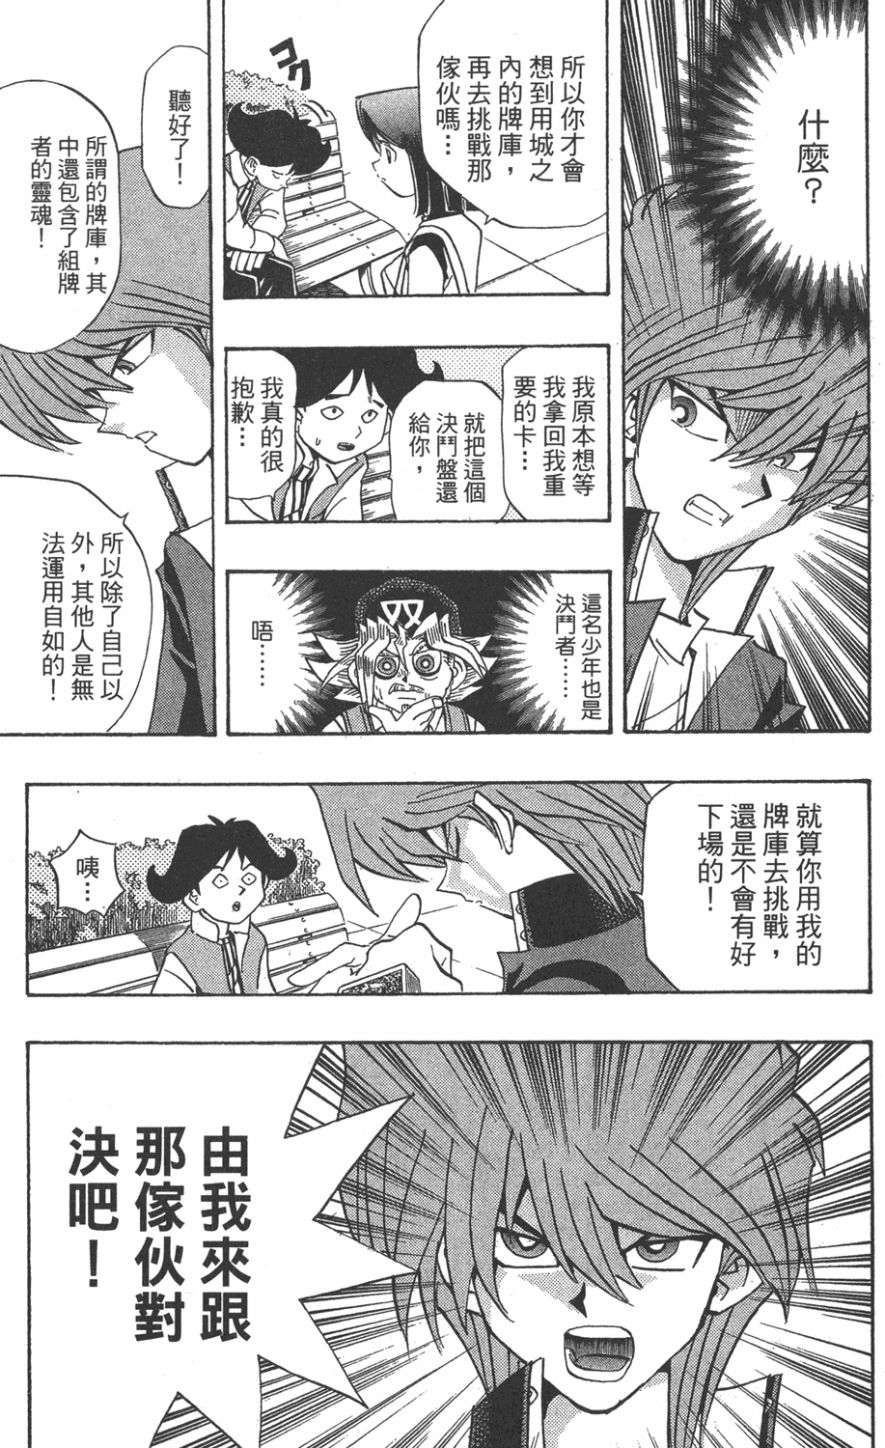 什麼？
所以你才會
想到用城之
內的牌庫，
再去挑戰那
傢伙嗎…
コク
我原本想等
我拿回我重
要的卡…
就把這個
決鬥盤還
給你，
我真的很
抱歉…
這名少年也是
決鬥者……
双
唔……
聽好了！
所謂的牌庫，其
中還包含了組牌
者的靈魂！
所以除了自己以
外，其他人是無
法運用自如的！
就算你用我的
牌庫去挑戰，
還是不會有好
下場的！
咦…
由我來跟
那傢伙對
決吧！